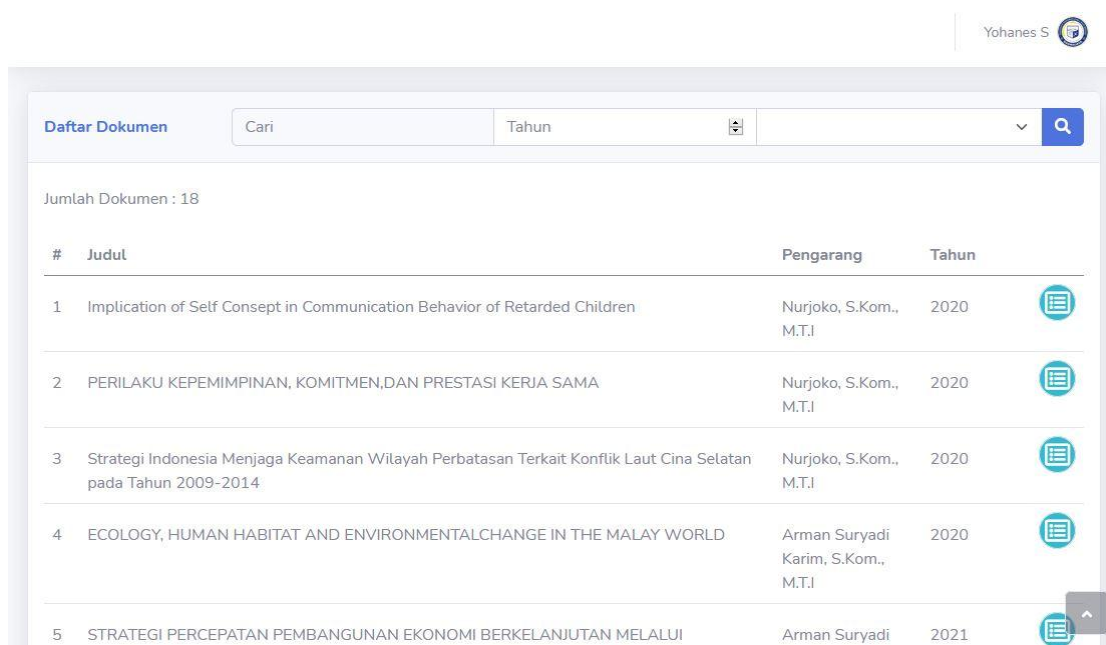 Yohanes S
Daftar Dokumen Cari Tahun
Jumlah Dokumen : 18
# Judul Pengarang Tahun
1 Implication of Self Consept in Communication Behavior of Retarded Children Nurjoko, S.Kom., 2020
M.T.I
2 PERILAKU KEPEMIMPINAN, KOMITMEN,DAN PRESTASI KERJA SAMA Nurjoko, S.Kom., 2020
M.T.I
3 Strategi Indonesia Menjaga Keamanan Wilayah Perbatasan Terkait Konflik Laut Cina Selatan Nurjoko, S.Kom., 2020
pada Tahun 2009-2014 M.T.I
4 ECOLOGY, HUMAN HABITAT AND ENVIRONMENTALCHANGE IN THE MALAY WORLD Arman Suryadi 2020
Karim, S.Kom.,
M.T.I
5 STRATEGI PERCEPATAN PEMBANGUNAN EKONOMI BERKELANJUTAN MELALUI Arman Suryadi 2021